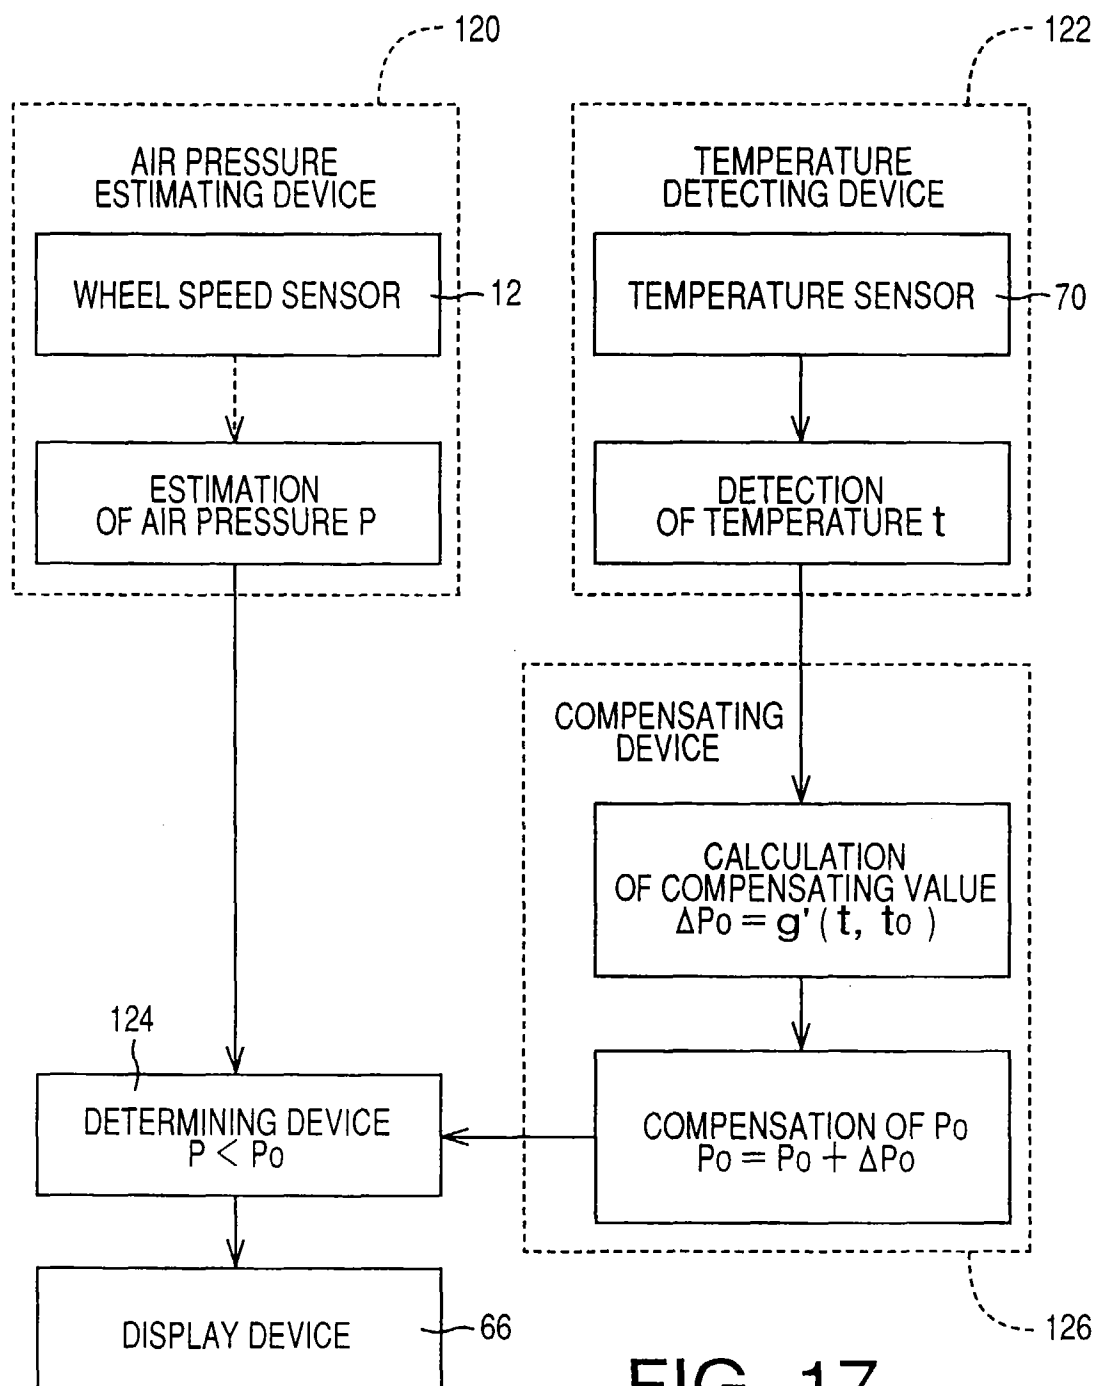 120
122
AIR PRESSURE
ESTIMATING DEVICE
WHEEL SPEED SENSOR
12
ESTIMATION
OF AIR PRESSURE P
TEMPERATURE
DETECTING DEVICE
TEMPERATURE SENSOR
70
DETECTION
OF TEMPERATURE t
COMPENSATING
DEVICE
CALCULATION
OF COMPENSATING VALUE
ΔPo = g'(t, to)
COMPENSATION OF Po
Po = Po + ΔPo
124
DETERMINING DEVICE
P < Po
DISPLAY DEVICE
66
126
FIG. 17